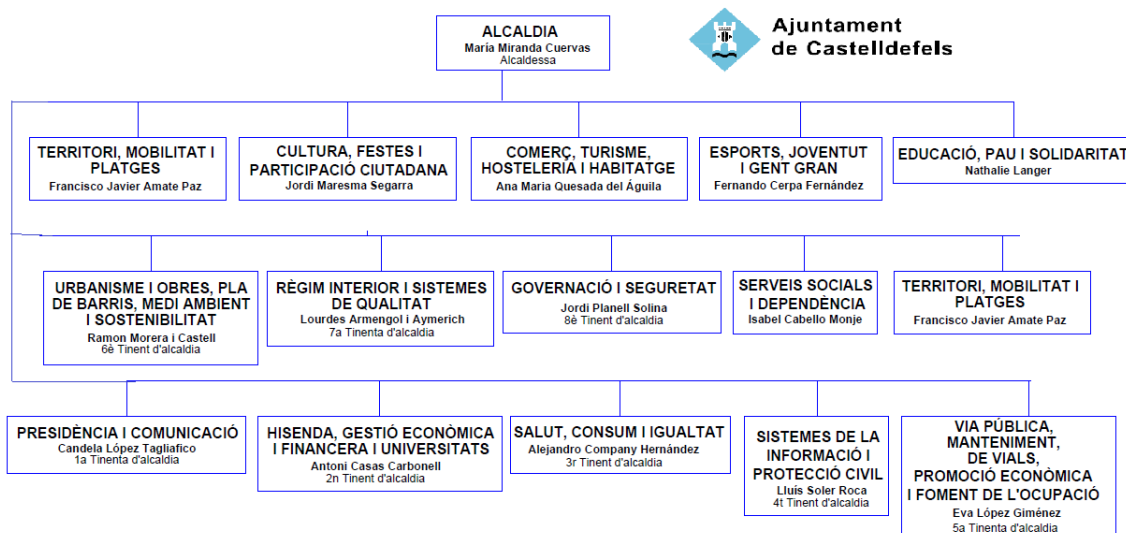 ALCALDIA
Maria Miranda Cuervas
Alcaldessa
Ajuntament
de Castelldefels
TERRITORI, MOBILITAT I
PLATGES
Francisco Javier Amate Paz
CULTURA, FESTES I
PARTICIPACIÓ CIUTADANA
Jordi Maresma Segarra
COMERÇ, TURISME,
HOSTELERIA I HABITATGE
Ana Maria Quesada del Águila
ESPORTS, JOVENTUT
I GENT GRAN
Fernando Cerpa Fernández
EDUCACIÓ, PAU I SOLIDARITAT
Nathalie Langer
URBANISME I OBRES, PLA
DE BARRIS, MEDI AMBIENT
I SOSTENIBILITAT
Ramon Morera i Castell
6è Tinent d'alcaldia
RÈGIM INTERIOR I SISTEMES
DE QUALITAT
Lourdes Armengol i Aymerich
7a Tinenta d'alcaldia
GOVERNACIÓ I SEGURETAT
Jordi Planell Solina
8è Tinent d'alcaldia
SERVEIS SOCIALS
I DEPENDÈNCIA
Isabel Cabello Monje
TERRITORI, MOBILITAT I
PLATGES
Francisco Javier Amate Paz
PRESIDÈNCIA I COMUNICACIÓ
Candela López Tagliafico
1a Tinenta d'alcaldia
HISENDA, GESTIÓ ECONÒMICA
I FINANCERA I UNIVERSITATS
Antoni Casas Carbonell
2n Tinent d'alcaldia
SALUT, CONSUM I IGUALTAT
Alejandro Company Hernández
3r Tinent d'alcaldia
SISTEMES DE LA
INFORMACIÓ I
PROTECCIÓ CIVIL
Lluís Soler Roca
4t Tinent d'alcaldia
VIA PÚBLICA,
MANTENIMENT,
DE VIALS,
PROMOCIÓ ECONÒMICA
I FOMENT DE L'OCUPACIÓ
Eva López Giménez
5a Tinenta d'alcaldia